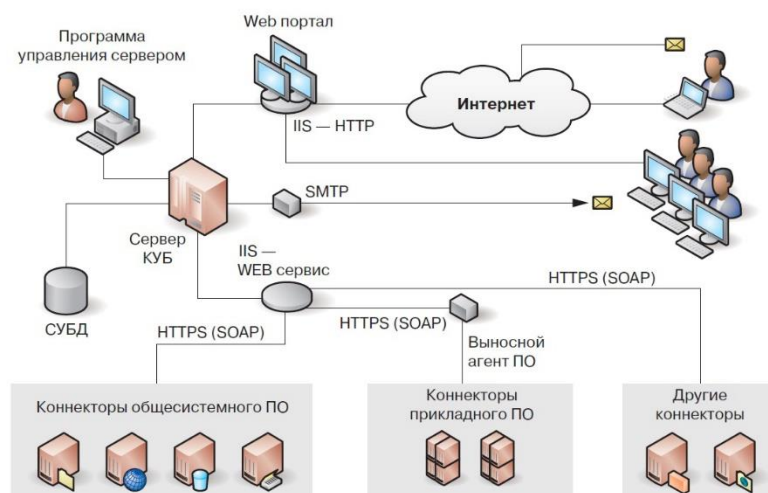 Web портал
Программа
управления сервером
Интернет
IIS — HTTP
SMTP
Сервер
КУБ
IIS —
WEB сервис
HTTPS (SOAP)
СУБД
HTTPS (SOAP)
HTTPS (SOAP)
Выносной
агент ПО
Коннекторы общесистемного ПО
Коннекторы
прикладного ПО
Другие
коннекторы